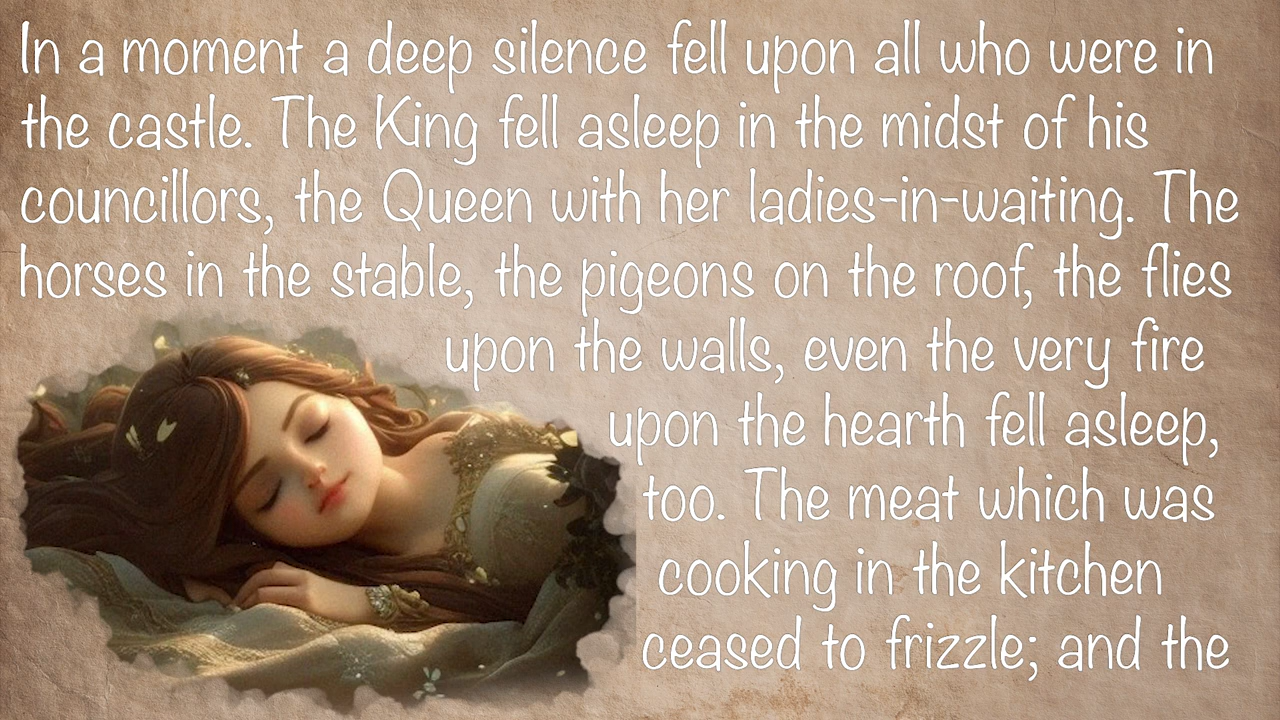 In a moment a deep silence fell upon all who were in
the castle. The King fell asleep in the midst of his
councillors, the Queen with her ladies-in-waiting. The
horses in the stable, the pigeons on the roof, the flies
upon the walls, even the very fire
upon the hearth fell asleep,
too. The meat which was
cooking in the kitchen
ceased to frizzle; and the